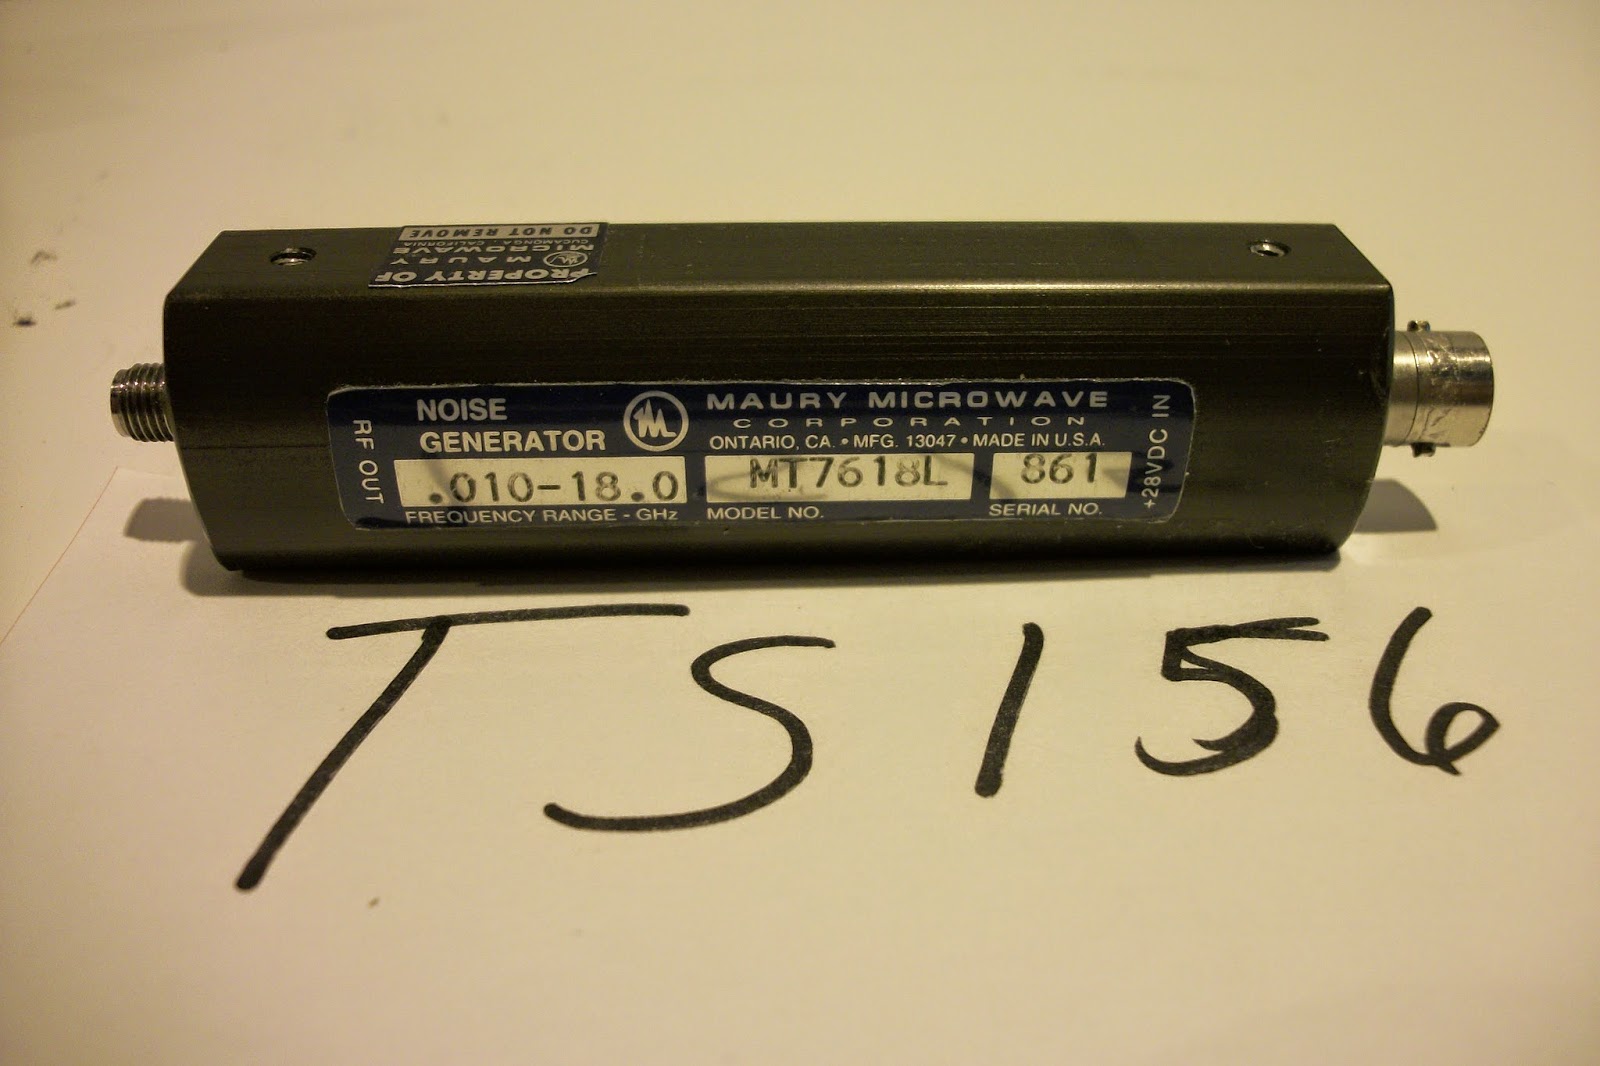 PROPERTY OF
MAURY
MICROWAVE
CUCAMONGA, CALIFORNIA
DO NOT REMOVE
RF OUT
NOISE
GENERATOR
MAURY MICROWAVE
CORPORATION
ONTARIO, CA. • MFG. 13047 • MADE IN U.S.A.
.010-18.0 MT7618L 861
FREQUENCY RANGE - GHz MODEL NO. SERIAL NO.
+28VDC IN
TS156